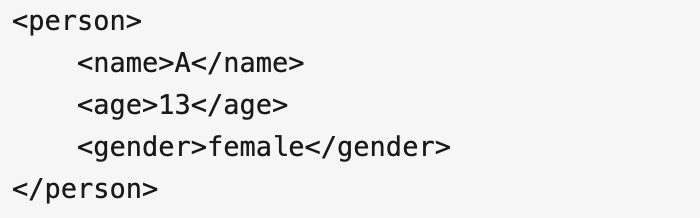 <person>
    <name>A</name>
    <age>13</age>
    <gender>female</gender>
</person>